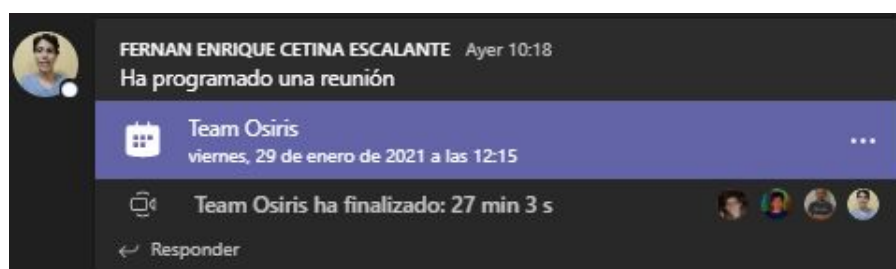 FERNAN ENRIQUE CETINA ESCALANTE Ayer 10:18
Ha programado una reunión
Team Osiris
viernes, 29 de enero de 2021 a las 12:15
Team Osiris ha finalizado: 27 min 3 s
Responder